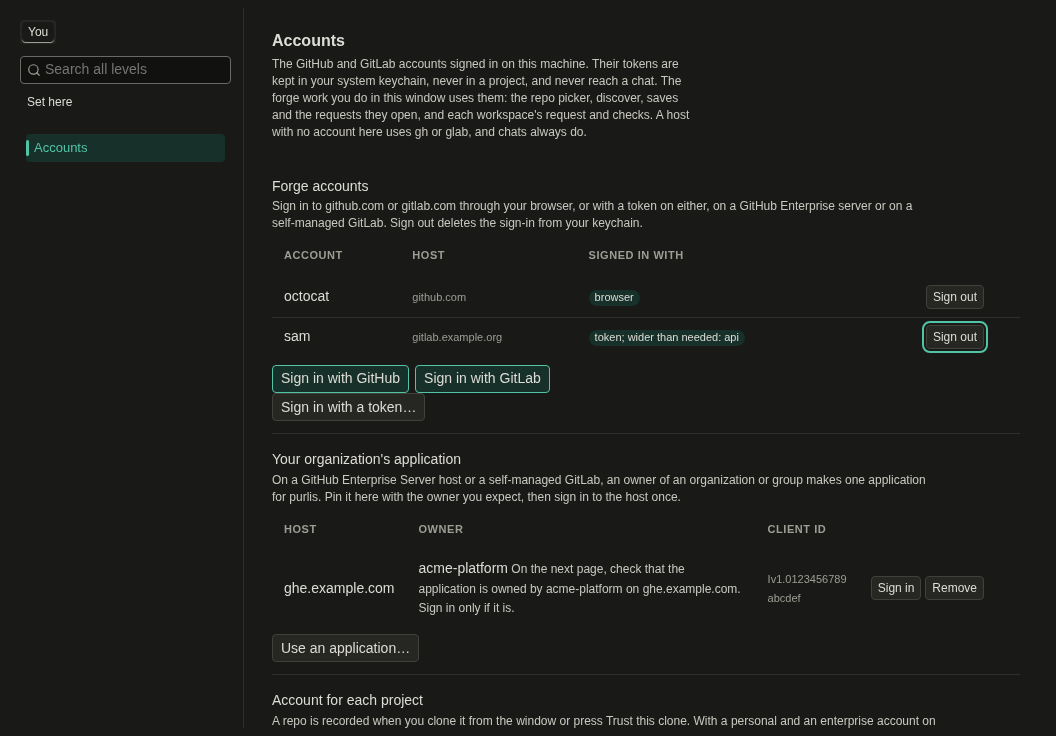 You
Search all levels
Set here
Accounts
Accounts
The GitHub and GitLab accounts signed in on this machine. Their tokens are
kept in your system keychain, never in a project, and never reach a chat. The
forge work you do in this window uses them: the repo picker, discover, saves
and the requests they open, and each workspace's request and checks. A host
with no account here uses gh or glab, and chats always do.
Forge accounts
Sign in to github.com or gitlab.com through your browser, or with a token on either, on a GitHub Enterprise server or on a
self-managed GitLab. Sign out deletes the sign-in from your keychain.
ACCOUNT HOST SIGNED IN WITH
octocat github.com browser Sign out
sam gitlab.example.org token; wider than needed: api Sign out
Sign in with GitHub Sign in with GitLab
Sign in with a token…
Your organization's application
On a GitHub Enterprise Server host or a self-managed GitLab, an owner of an organization or group makes one application
for purlis. Pin it here with the owner you expect, then sign in to the host once.
HOST OWNER CLIENT ID
ghe.example.com acme-platform On the next page, check that the
application is owned by acme-platform on ghe.example.com.
Sign in only if it is.
Iv1.0123456789
abcdef
Sign in Remove
Use an application…
Account for each project
A repo is recorded when you clone it from the window or press Trust this clone. With a personal and an enterprise account on